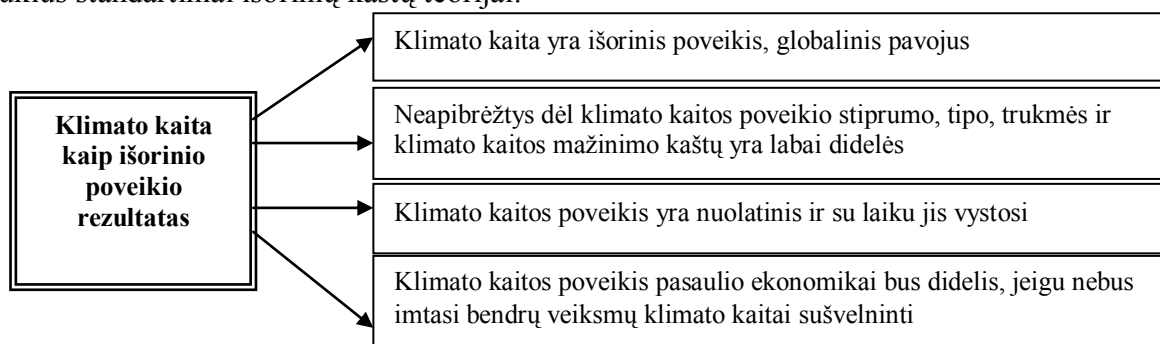 standartiniai išorinių kaštų teorijai.
Klimato kaita yra išorinis poveikis, globalinis pavojus
Klimato kaita
kaip išorinio
poveikio
rezultatas
Neapibrėžtys dėl klimato kaitos poveikio stiprumo, tipo, trukmės ir
klimato kaitos mažinimo kaštų yra labai didelės
Klimato kaitos poveikis yra nuolatinis ir su laiku jis vystosi
Klimato kaitos poveikis pasaulio ekonomikai bus didelis, jeigu nebus
imtasi bendrų veiksmų klimato kaitai sušvelninti